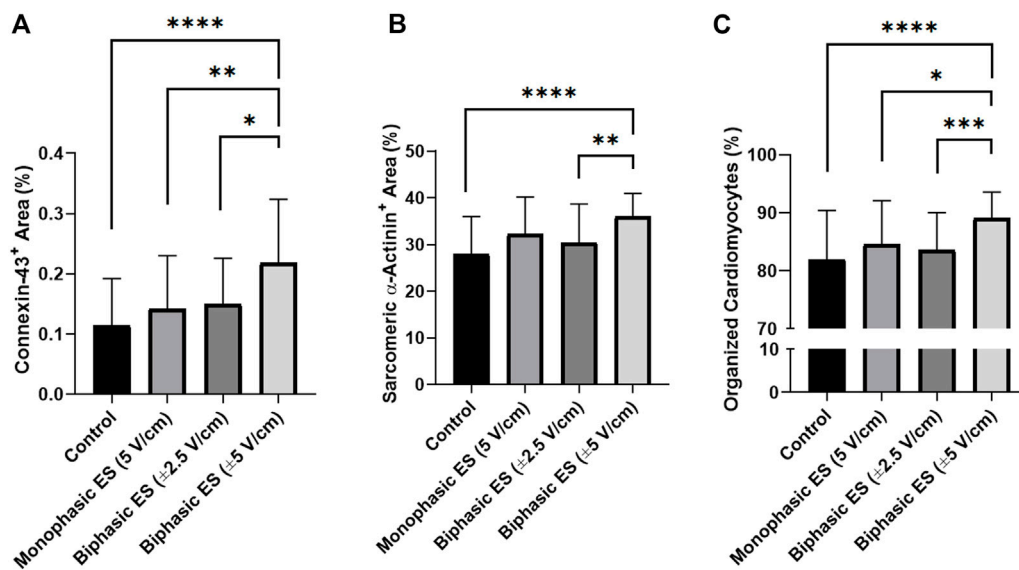 A
****
**
*
Connexin-43+ Area (%)
0.4
0.3
0.2
0.1
0.0
Control
Monophasic ES (5 V/cm)
Biphasic ES (±2.5 V/cm)
Biphasic ES (±5 V/cm)
B
****
**
Sarcomeric α-Actinin+ Area (%)
50
40
30
20
10
0
Control
Monophasic ES (5 V/cm)
Biphasic ES (±2.5 V/cm)
Biphasic ES (±5 V/cm)
C
****
*
***
Organized Cardiomyocytes (%)
100
90
80
70
10
0
Control
Monophasic ES (5 V/cm)
Biphasic ES (±2.5 V/cm)
Biphasic ES (±5 V/cm)